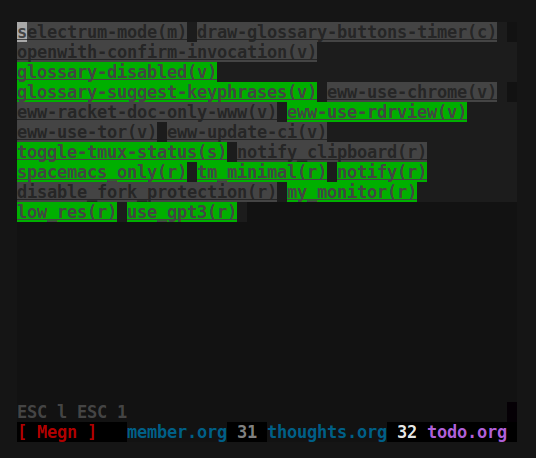 selectrum-mode(m) draw-glossary-buttons-timer(c)
openwith-confirm-invocation(v)
glossary-disabled(v)
glossary-suggest-keyphrases(v) eww-use-chrome(v)
eww-racket-doc-only-www(v) eww-use-rdrview(v)
eww-use-tor(v) eww-update-ci(v)
toggle-tmux-status(s) notify_clipboard(r)
spacemacs_only(r) tm_minimal(r) notify(r)
disable_fork_protection(r) my_monitor(r)
low_res(r) use_gpt3(r)
ESC l ESC 1
[ Megn ] member.org 31 thoughts.org 32 todo.org